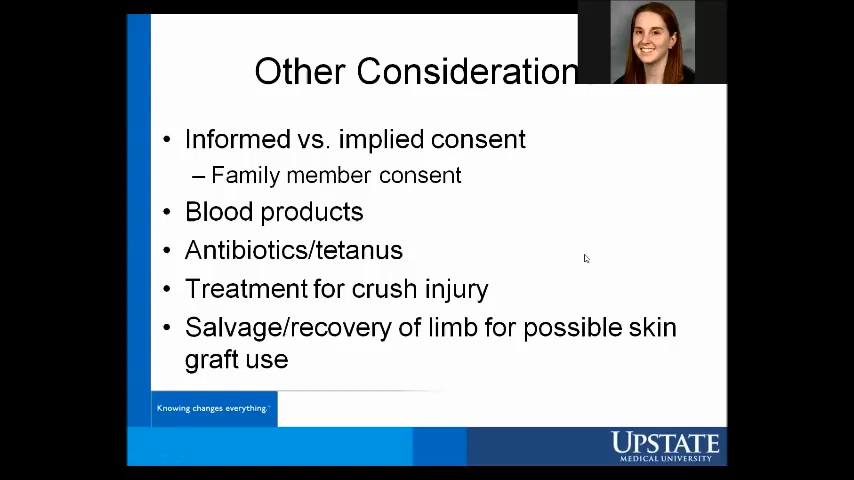 Other Consideration
• Informed vs. implied consent
– Family member consent
• Blood products
• Antibiotics/tetanus
• Treatment for crush injury
• Salvage/recovery of limb for possible skin
graft use
Knowing changes everything.™
UPSTATE
MEDICAL UNIVERSITY